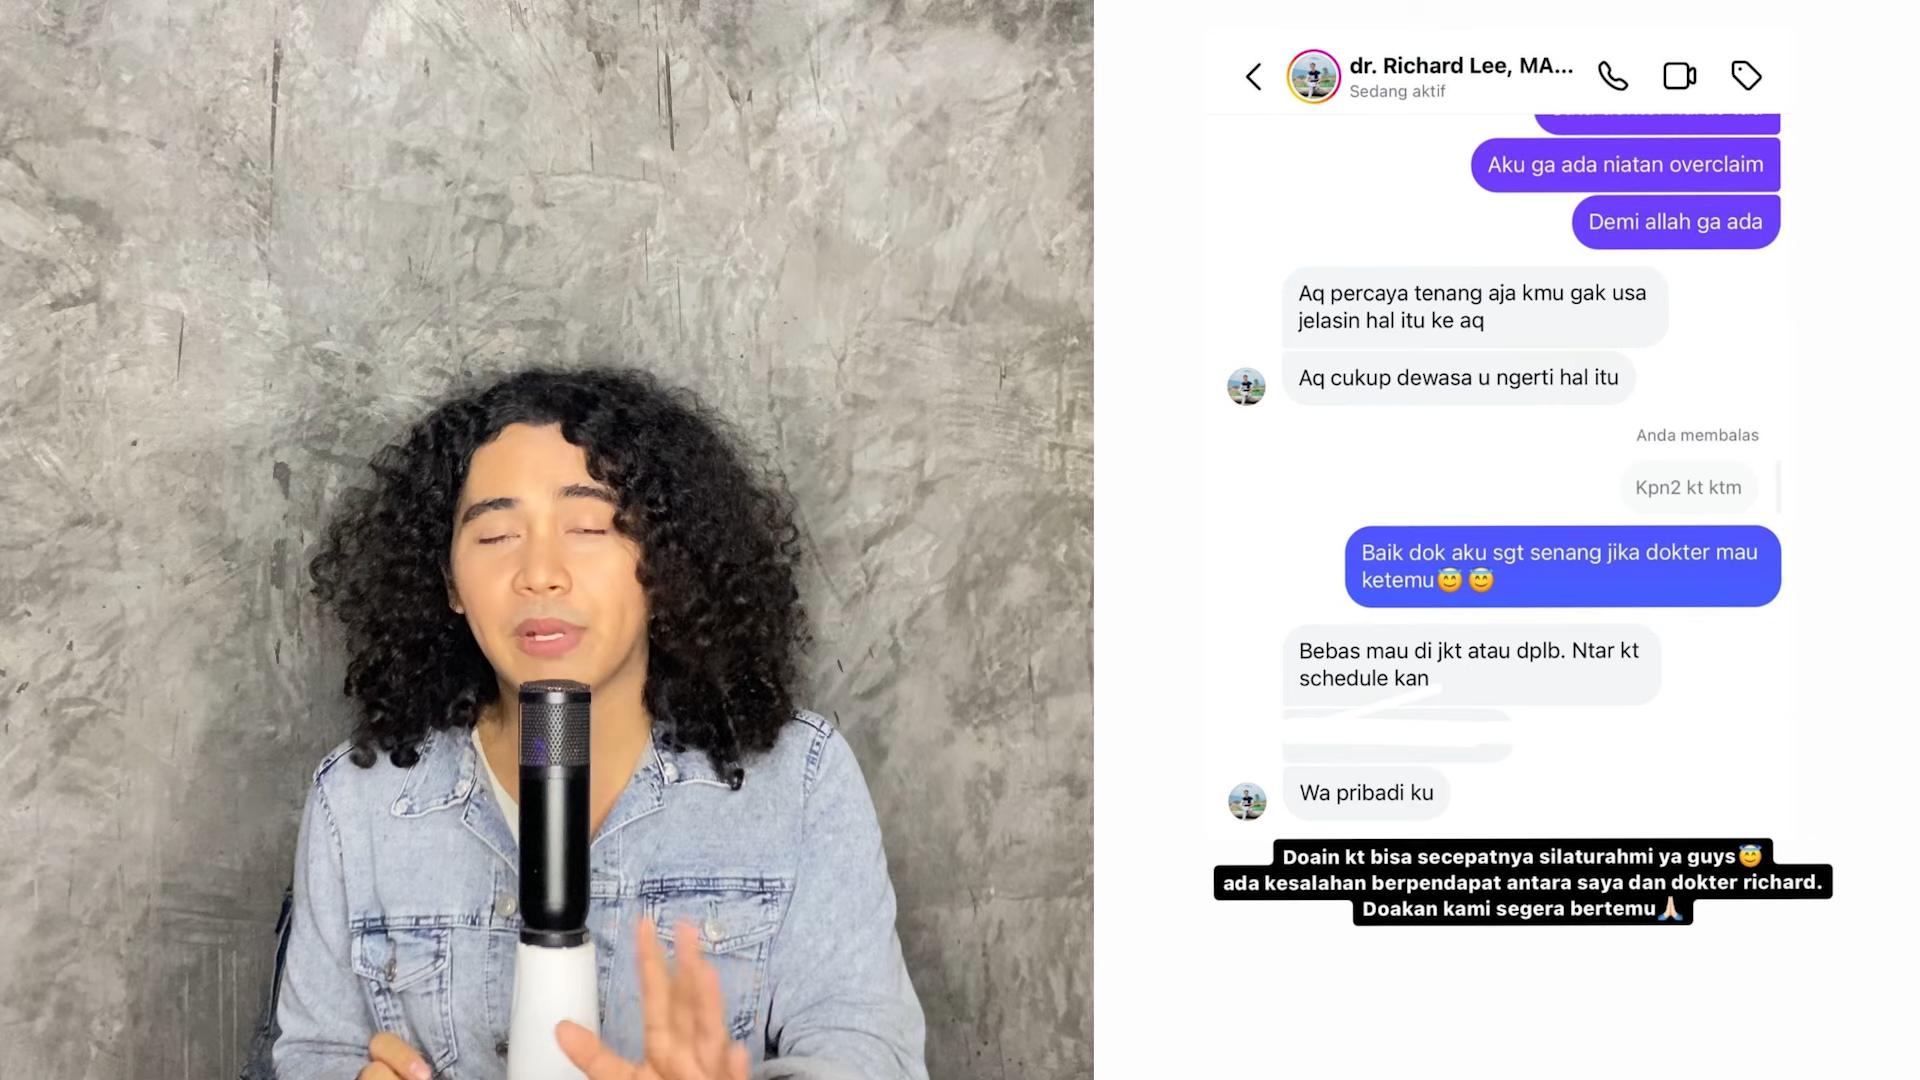 dr. Richard Lee, MA...
Sedang aktif
Aku ga ada niatan overclaim
Demi allah ga ada
Aq percaya tenang aja kmu gak usa
jelasin hal itu ke aq
Aq cukup dewasa u ngerti hal itu
Anda membalas
Kpn2 kt ktm
Baik dok aku sgt senang jika dokter mau
ketemu😇😇
Bebas mau di jkt atau dplb. Ntar kt
schedule kan
Wa pribadi ku
Doain kt bisa secepatnya silaturahmi ya guys😇
ada kesalahan berpendapat antara saya dan dokter richard.
Doakan kami segera bertemu🙏🏻